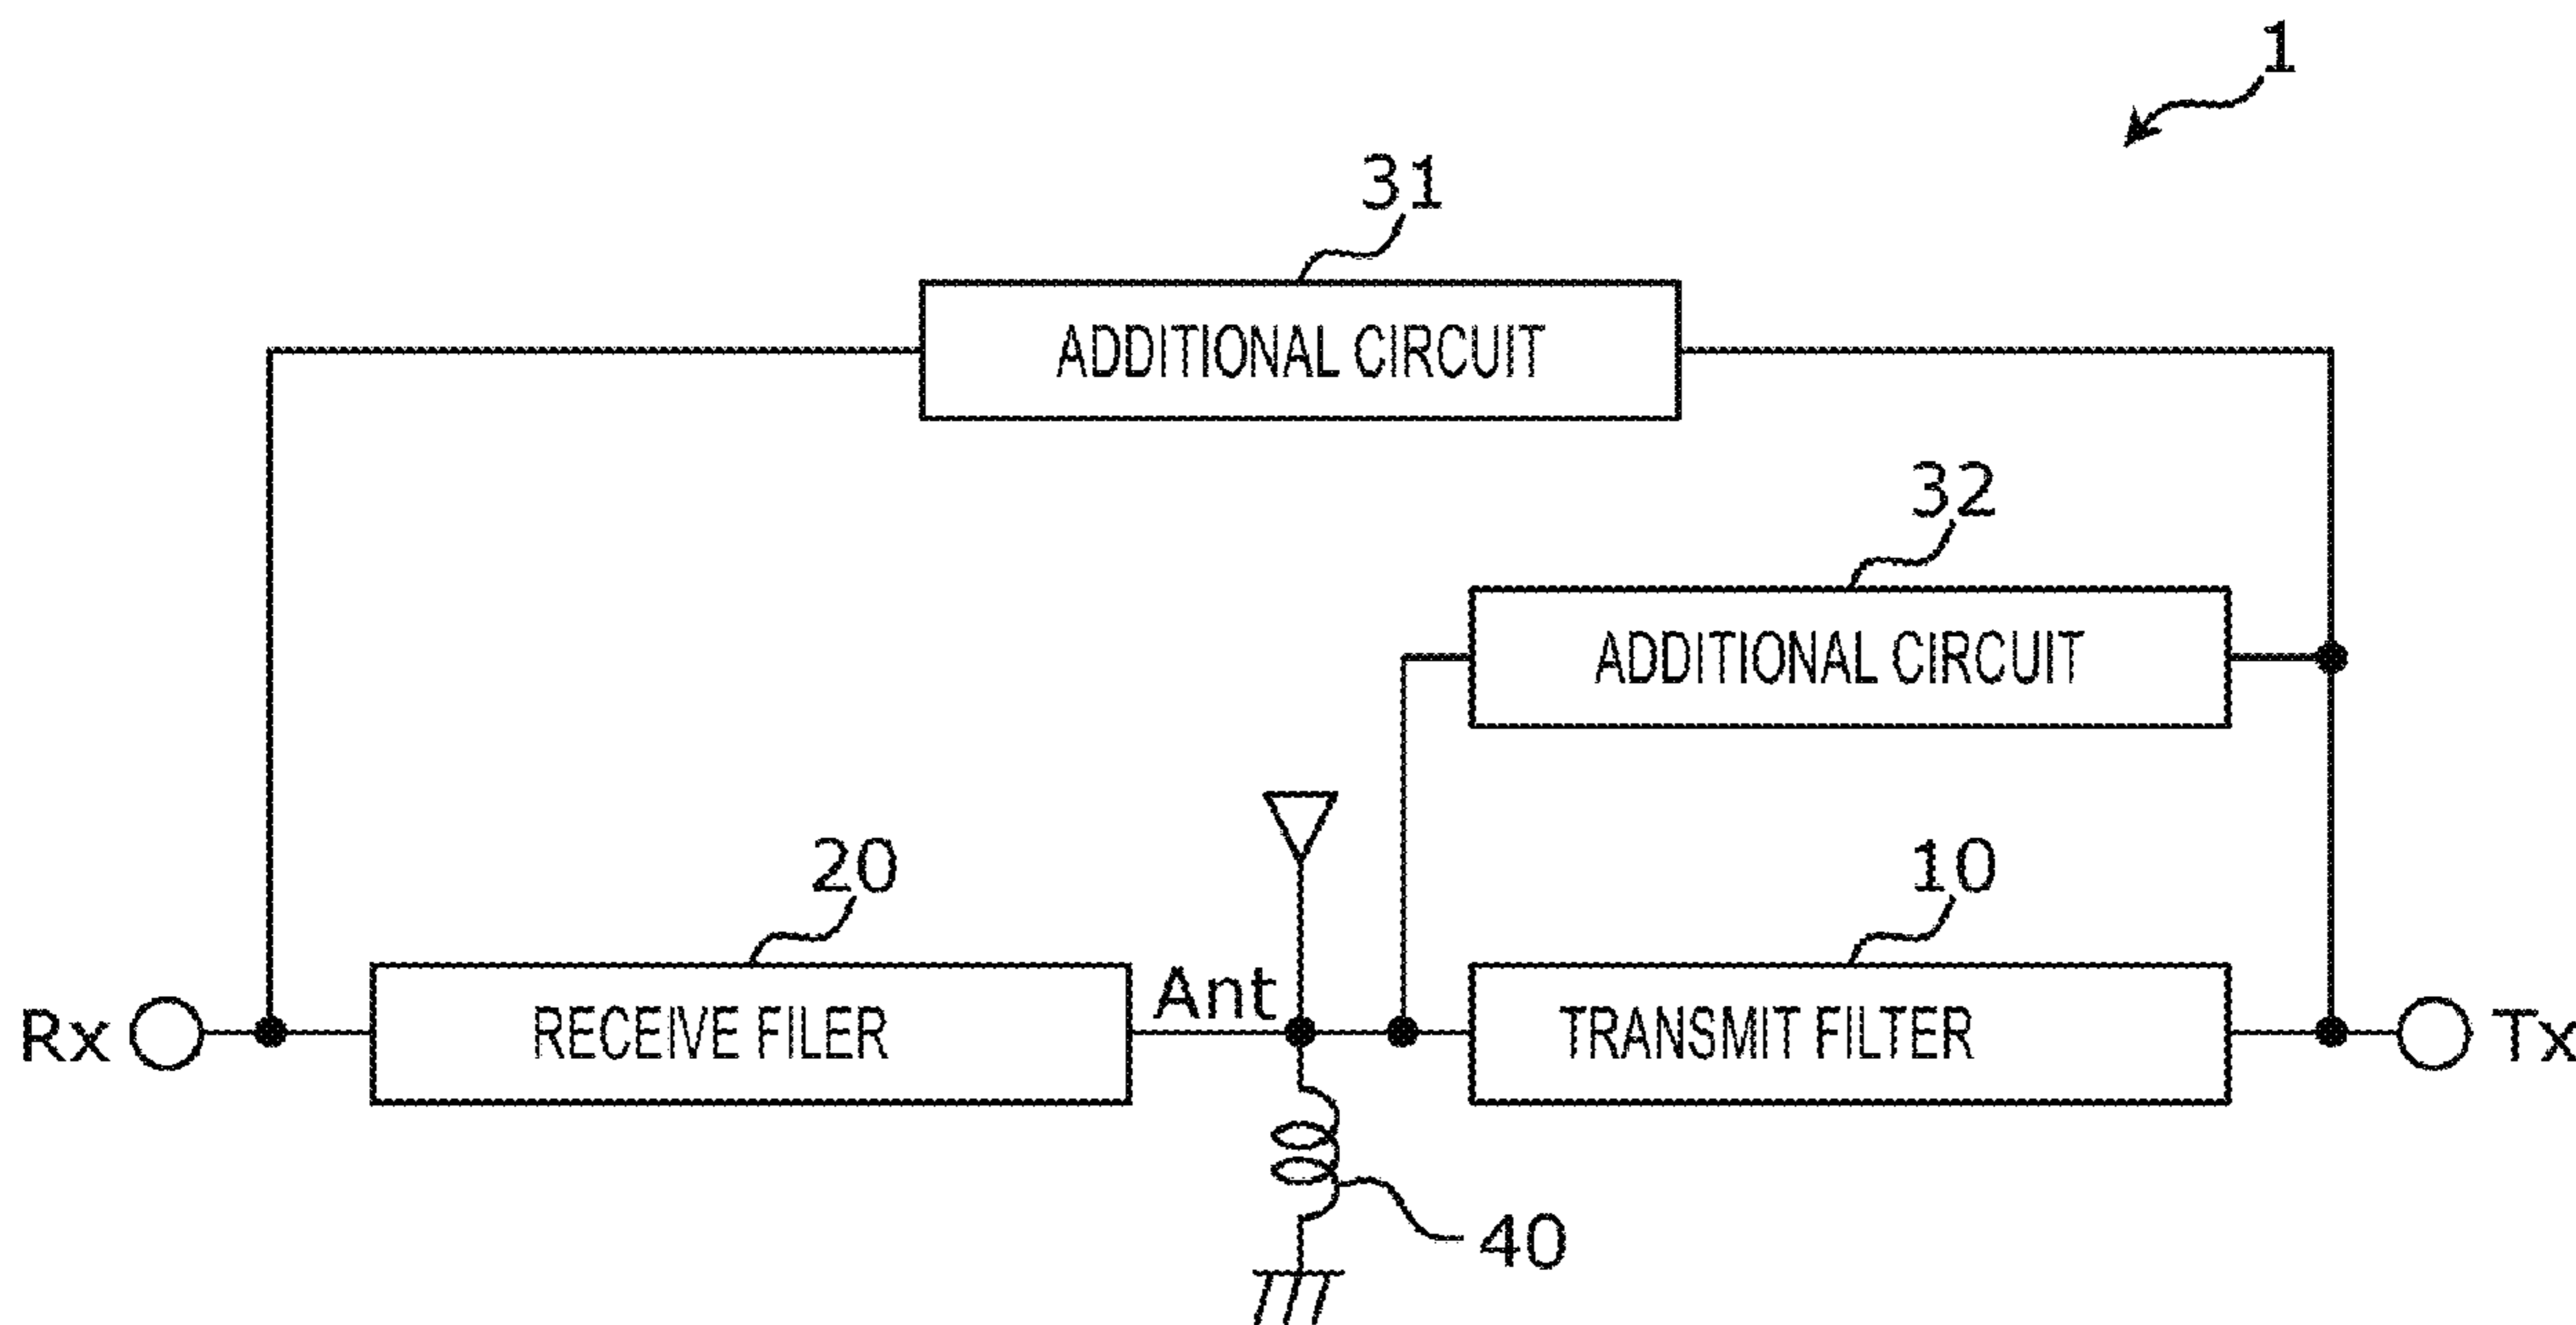 1
31
ADDITIONAL CIRCUIT
32
ADDITIONAL CIRCUIT
20
10
Rx
RECEIVE FILER
Ant
TRANSMIT FILTER
Tx
40